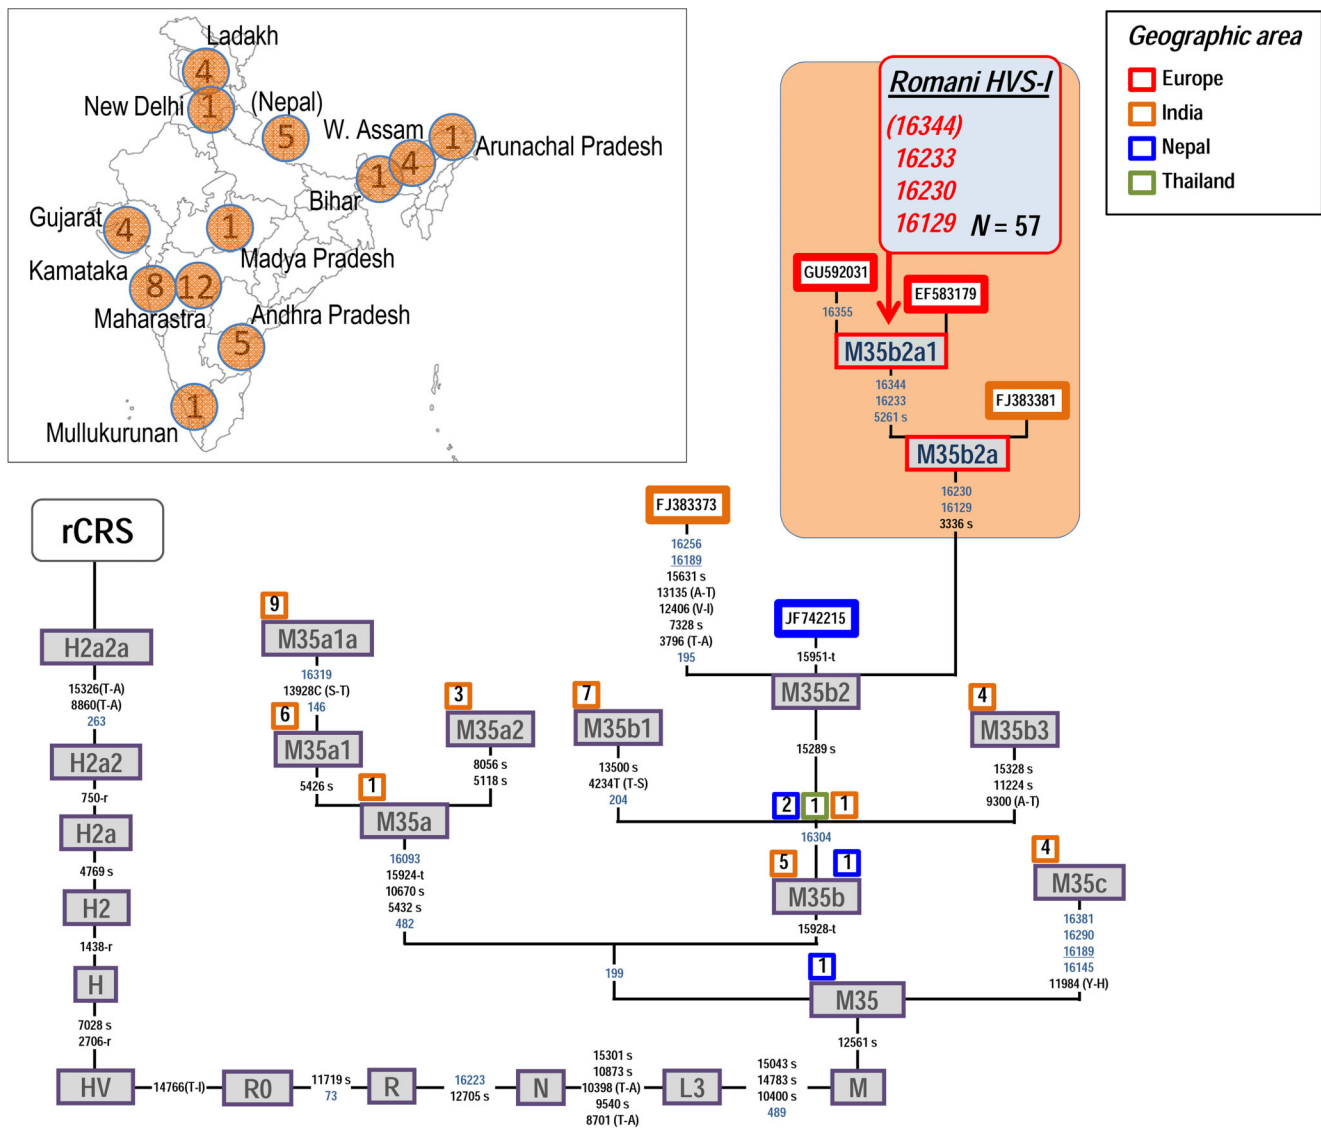 Ladakh
4
New Delhi
1
(Nepal)
5
W. Assam
4
1
Arunachal Pradesh
Bihar
1
Gujarat
4
1
Madya Pradesh
Kamataka
8
12
Maharastra
Andhra Pradesh
5
1
Mullukurunan
Geographic area
Europe
India
Nepal
Thailand
Romani HVS-I
(16344)
16233
16230
16129 N = 57
GU592031
16355
EF583179
M35b2a1
16344
16233
5261 s
FJ383381
M35b2a
16230
16129
3336 s
FJ383373
16256
16189
15631 s
13135 (A-T)
12406 (V-I)
7328 s
3796 (T-A)
195
JF742215
15951-t
M35b2
15289 s
rCRS
H2a2a
15326(T-A)
8860(T-A)
263
H2a2
750-r
H2a
4769 s
H2
1438-r
H
7028 s
2706-r
HV
14766(T-I)
R0
11719 s
73
R
16223
12705 s
N
15301 s
10873 s
10398 (T-A)
9540 s
8701 (T-A)
L3
15043 s
14783 s
10400 s
489
M
12561 s
9
M35a1a
16319
13928C (S-T)
146
6
M35a1
5426 s
3
M35a2
8056 s
5118 s
1
M35a
16093
15924-t
10670 s
5432 s
482
7
M35b1
13500 s
4234T (T-S)
204
4
M35b3
15328 s
11224 s
9300 (A-T)
2 1 1
16304
5 1
M35b
15928-t
4
M35c
16381
16290
16189
16145
11984 (Y-H)
199
1
M35